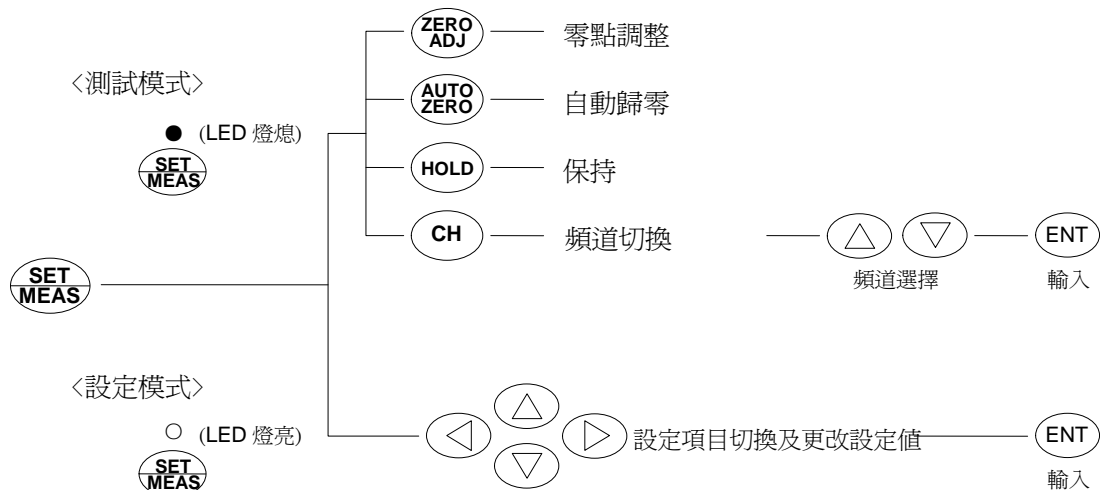 ZERO
ADJ
零點調整
<測試模式>
AUTO
ZERO
自動歸零
(LED 燈熄)
SET
MEAS
HOLD
保持
CH
頻道切換
ENT
頻道選擇
輸入
SET
MEAS
<設定模式>
(LED 燈亮)
SET
MEAS
設定項目切換及更改設定值
ENT
輸入